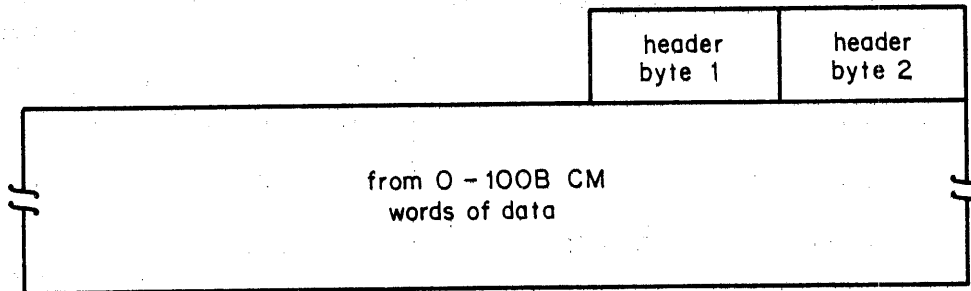 header
byte 1
header
byte 2
from 0 - 100B CM
words of data